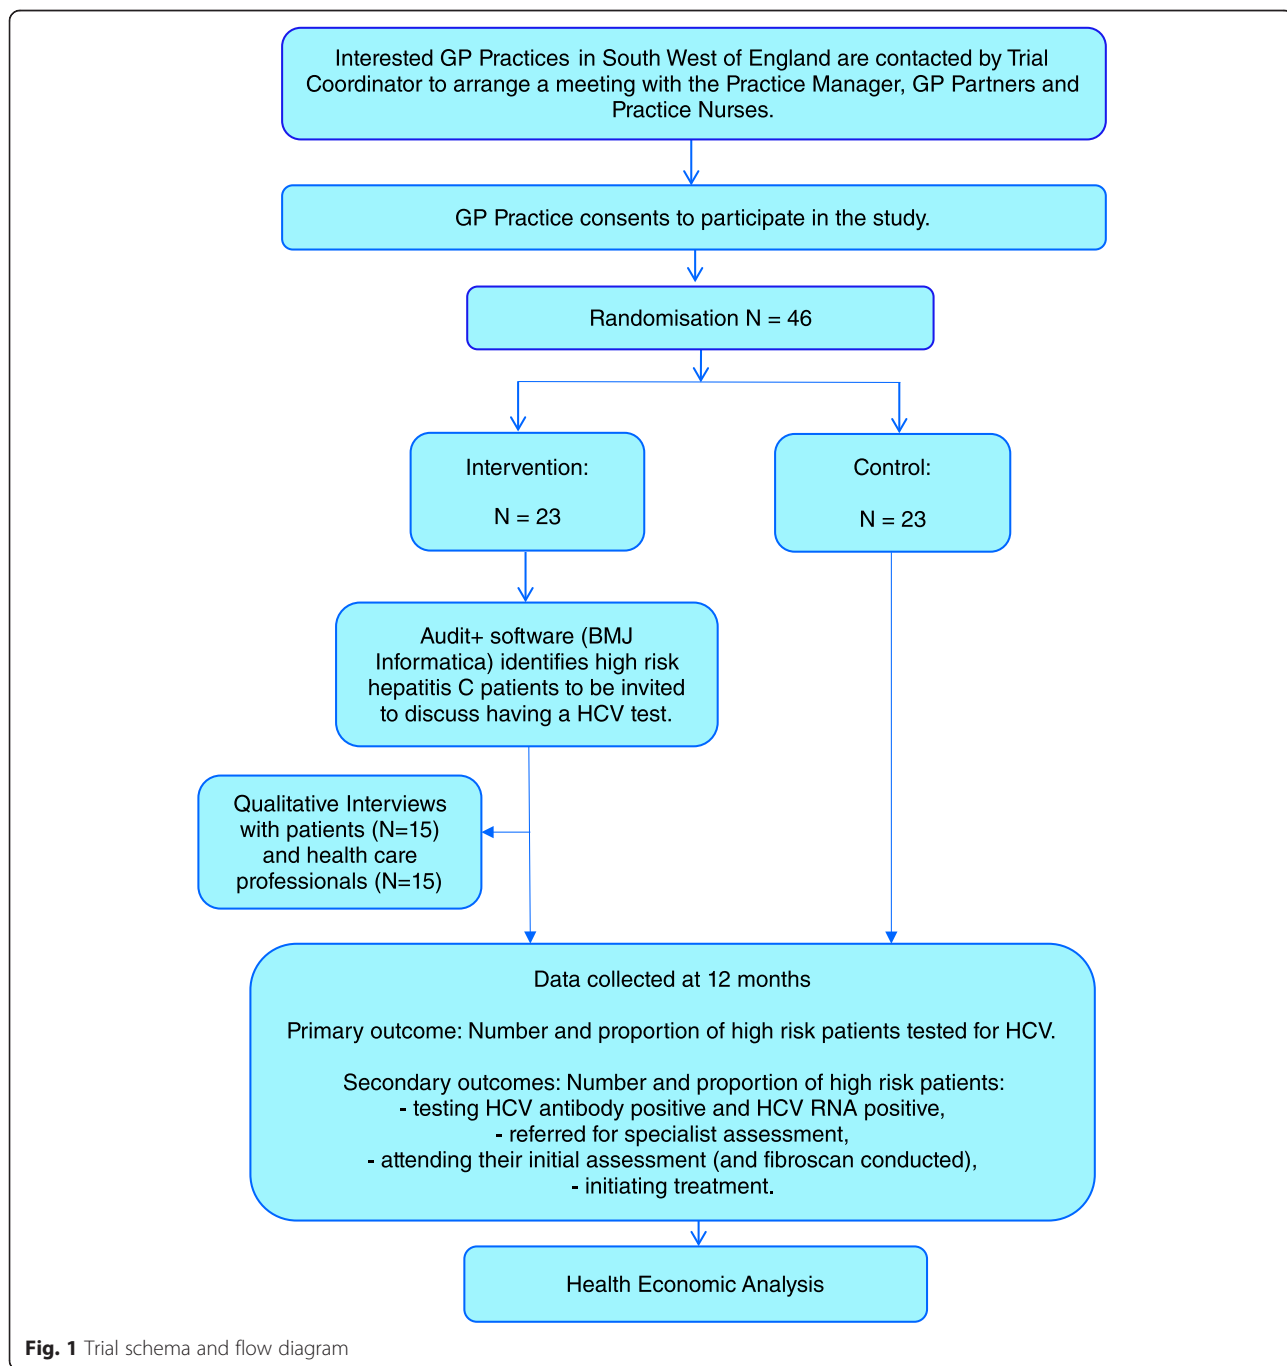 Interested GP Practices in South West of England are contacted by Trial
Coordinator to arrange a meeting with the Practice Manager, GP Partners and
Practice Nurses.
GP Practice consents to participate in the study.
Randomisation N = 46
Intervention:
N = 23
Control:
N = 23
Audit+ software (BMJ
Informatica) identifies high risk
hepatitis C patients to be invited
to discuss having a HCV test.
Qualitative Interviews
with patients (N=15)
and health care
professionals (N=15)
Data collected at 12 months
Primary outcome: Number and proportion of high risk patients tested for HCV.
Secondary outcomes: Number and proportion of high risk patients:
- testing HCV antibody positive and HCV RNA positive,
- referred for specialist assessment,
- attending their initial assessment (and fibroscan conducted),
- initiating treatment.
Health Economic Analysis
Fig. 1 Trial schema and flow diagram